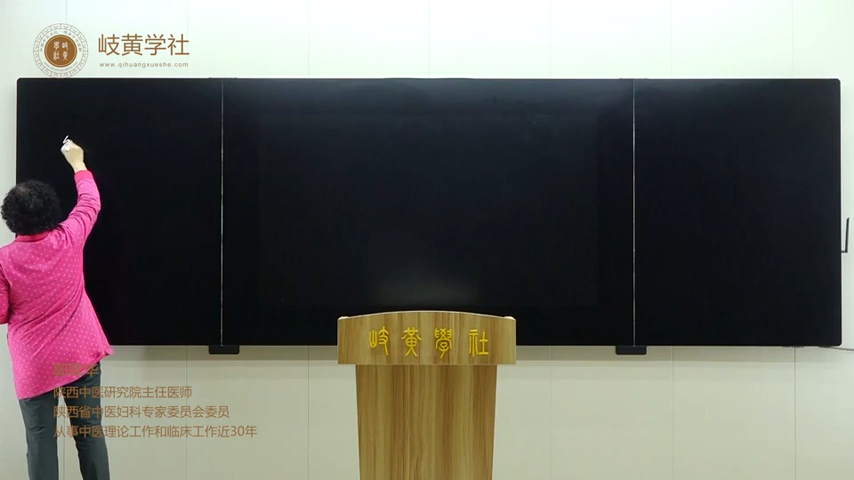 岐黄学社
www.qihuangxueshe.com
岐黄學社
陕西中医研究院主任医师
陕西省中医妇科专家委员会委员
从事中医理论工作和临床工作近30年